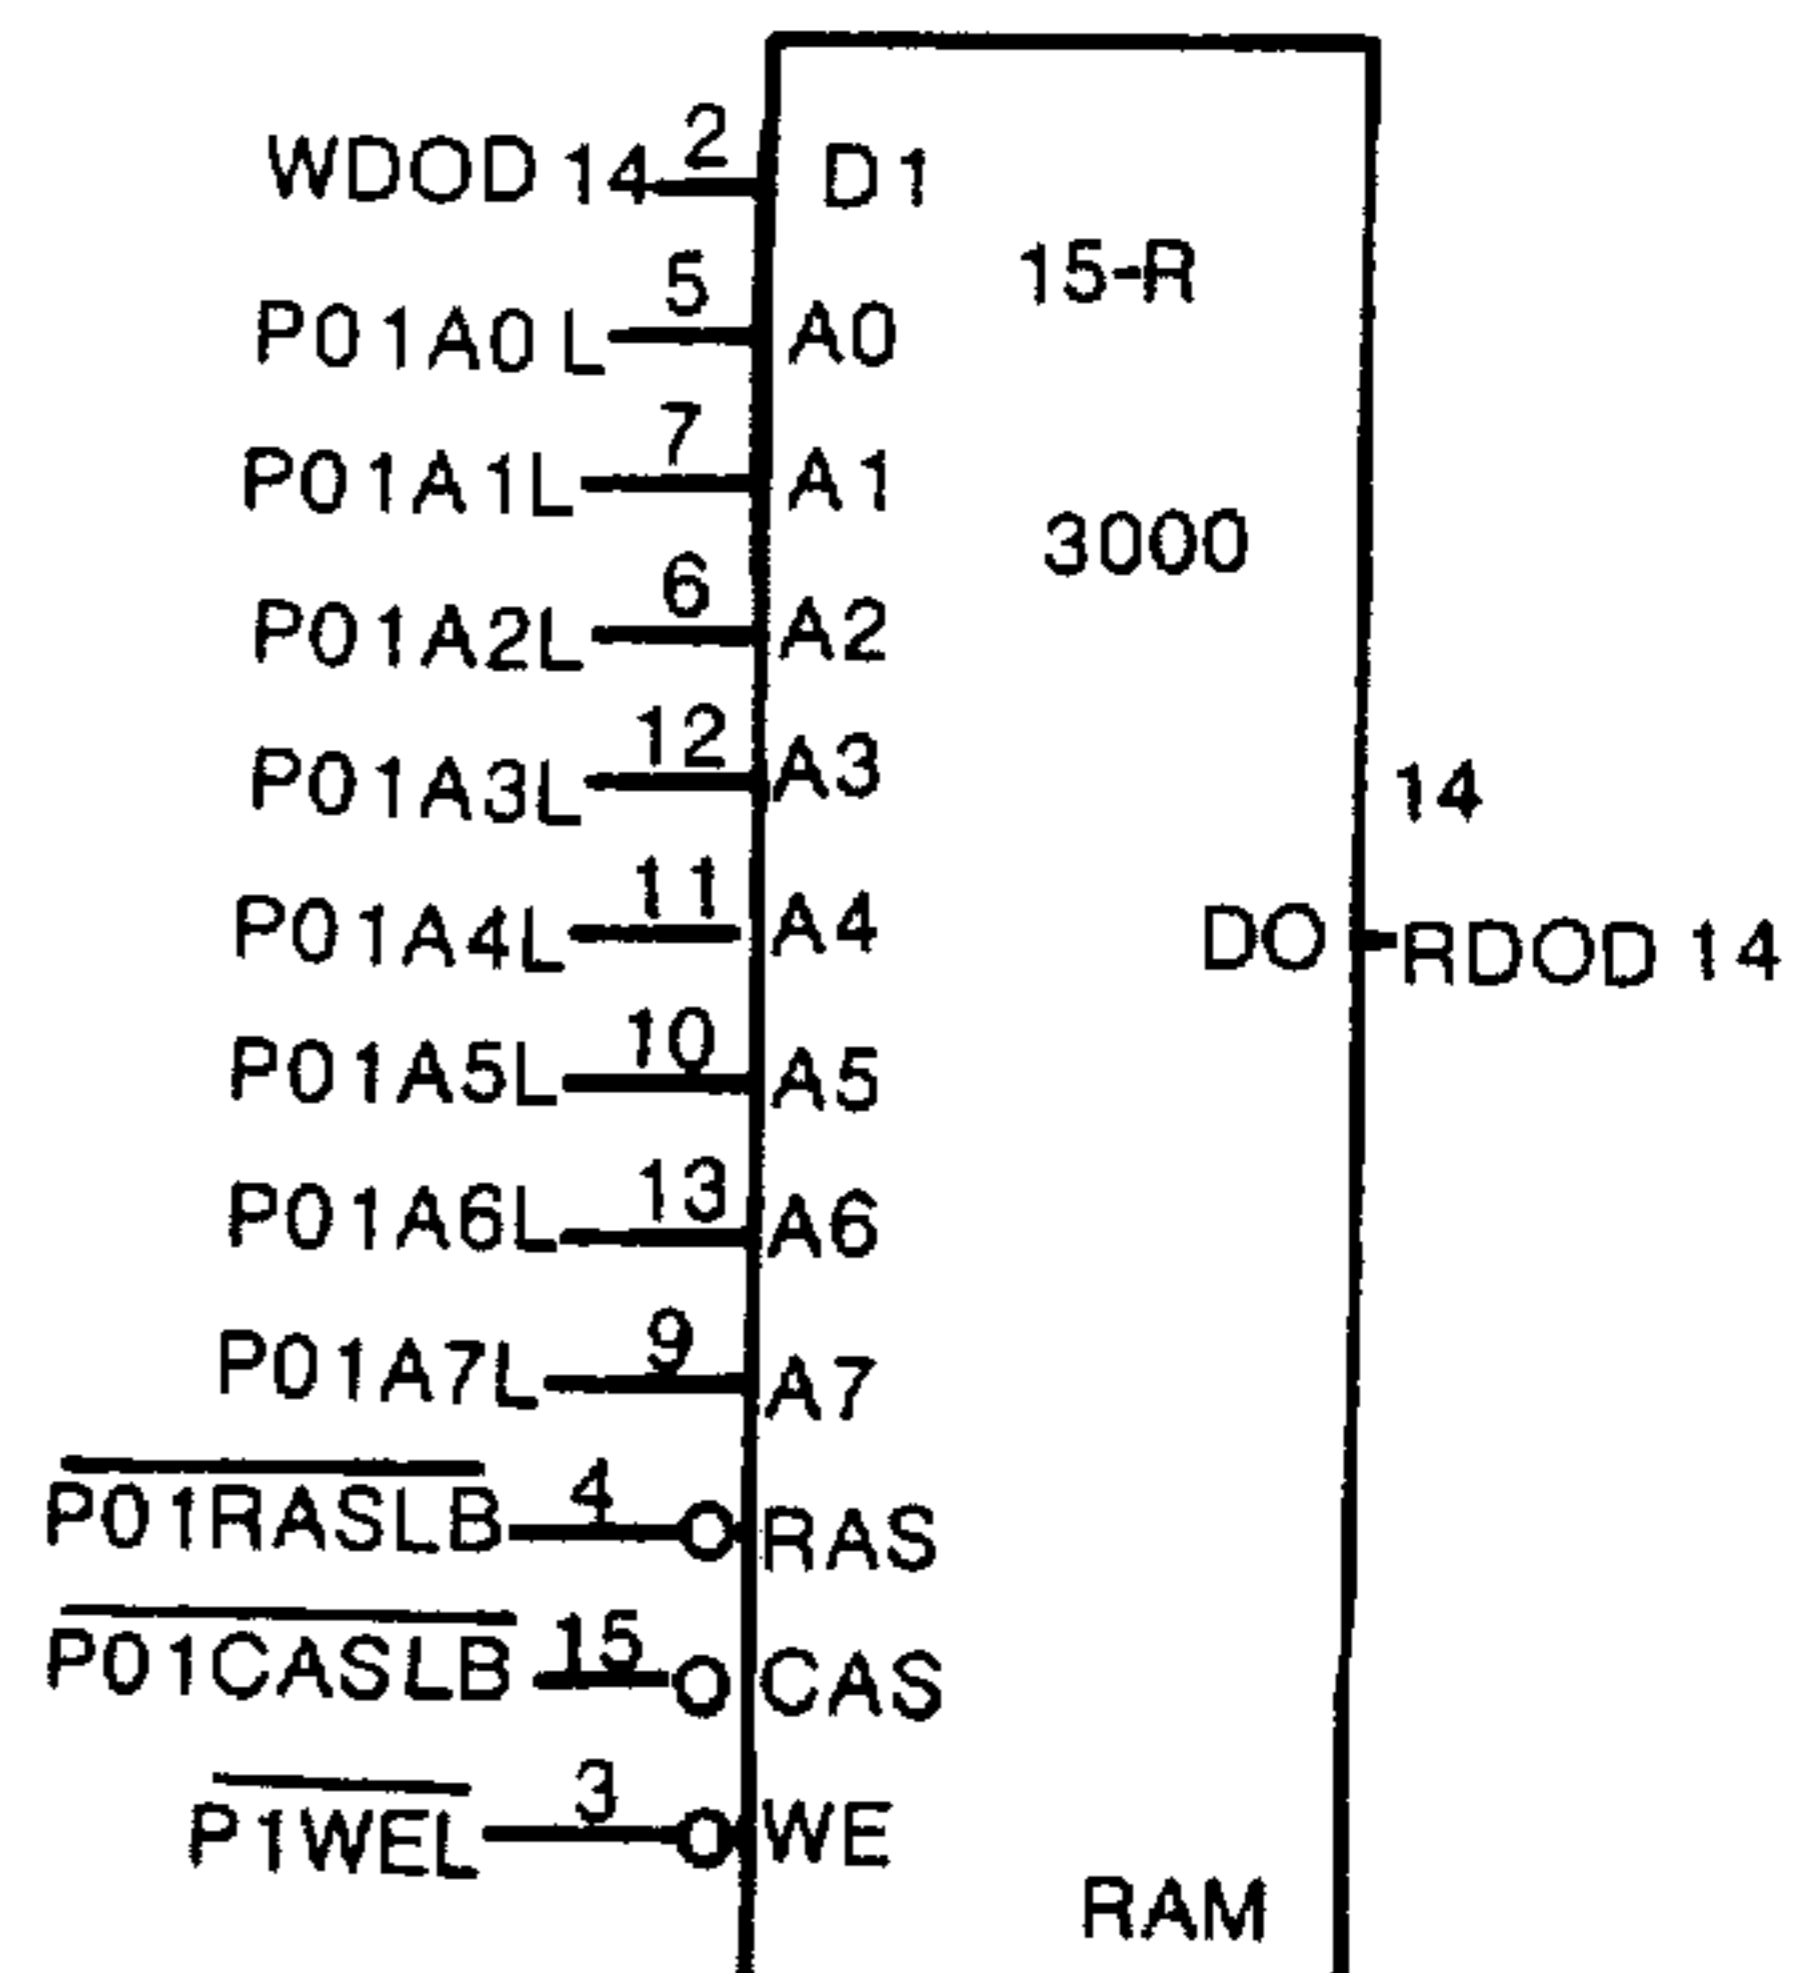 WDOD 14 2 D1
15-R
P01A0L 5 A0
P01A1L 7 A1
3000
P01A2L 6 A2
P01A3L 12 A3
14
P01A4L 11 A4
DO RDOD 14
P01A5L 10 A5
P01A6L 13 A6
P01A7L 9 A7
P01RASLB 4 RAS
P01CASLB 15 CAS
P1WEL 3 WE
RAM